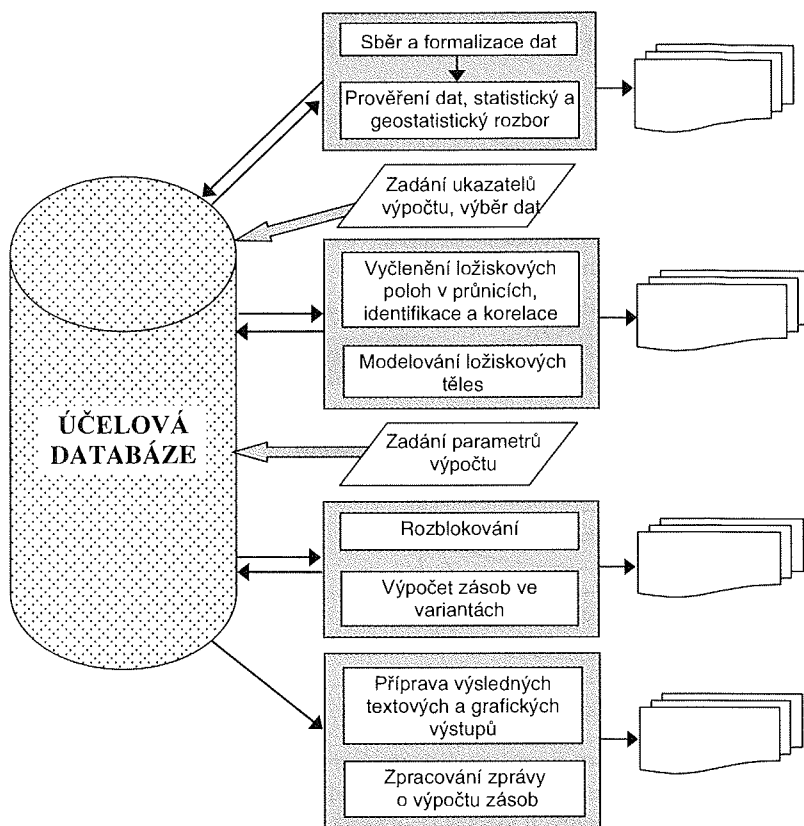 Sběr a formalizace dat
Prověření dat, statistický a
geostatistický rozbor
Zadání ukazatelů
výpočtu, výběr dat
Vyčlenění ložiskových
poloh v průnicích,
identifikace a korelace
Modelování ložiskových
těles
ÚČELOVÁ
DATABÁZE
Zadání parametrů
výpočtu
Rozblokování
Výpočet zásob ve
variantách
Příprava výsledných
textových a grafických
výstupů
Zpracování zprávy
o výpočtu zásob